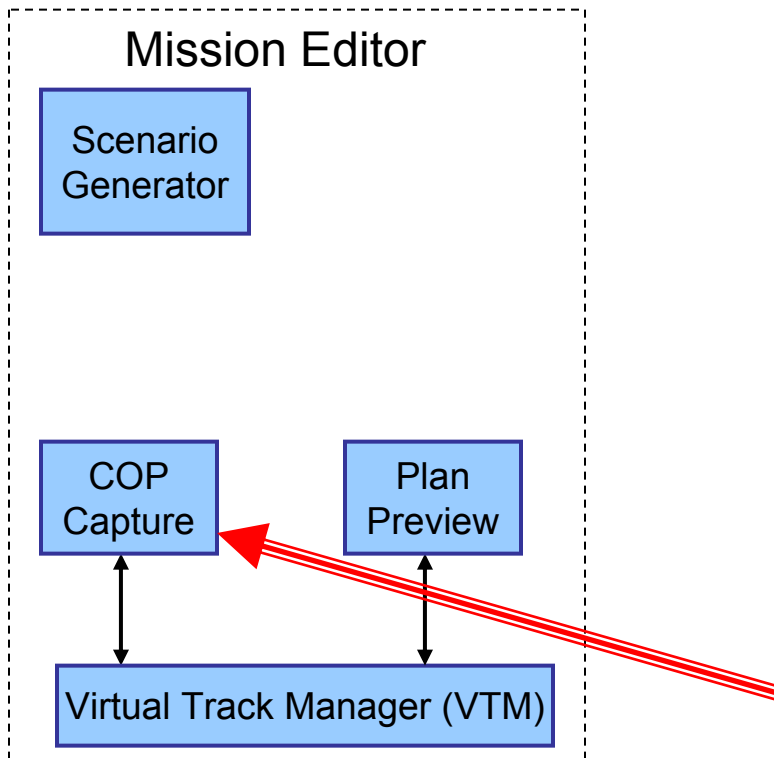 Mission Editor
Scenario
Generator
COP
Capture
Plan
Preview
Virtual Track Manager (VTM)